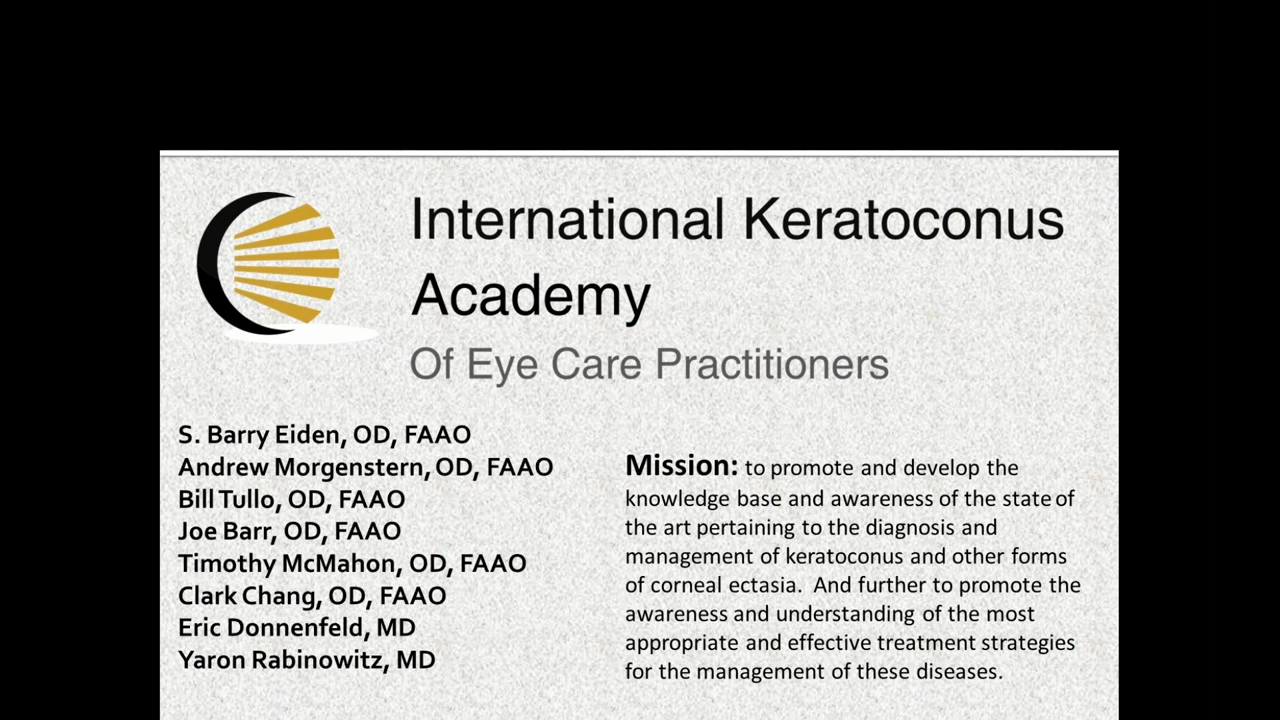 International Keratoconus
Academy
Of Eye Care Practitioners
S. Barry Eiden, OD, FAAO
Andrew Morgenstern, OD, FAAO
Bill Tullo, OD, FAAO
Joe Barr, OD, FAAO
Timothy McMahon, OD, FAAO
Clark Chang, OD, FAAO
Eric Donnenfeld, MD
Yaron Rabinowitz, MD
Mission: to promote and develop the
knowledge base and awareness of the state of
the art pertaining to the diagnosis and
management of keratoconus and other forms
of corneal ectasia. And further to promote the
awareness and understanding of the most
appropriate and effective treatment strategies
for the management of these diseases.